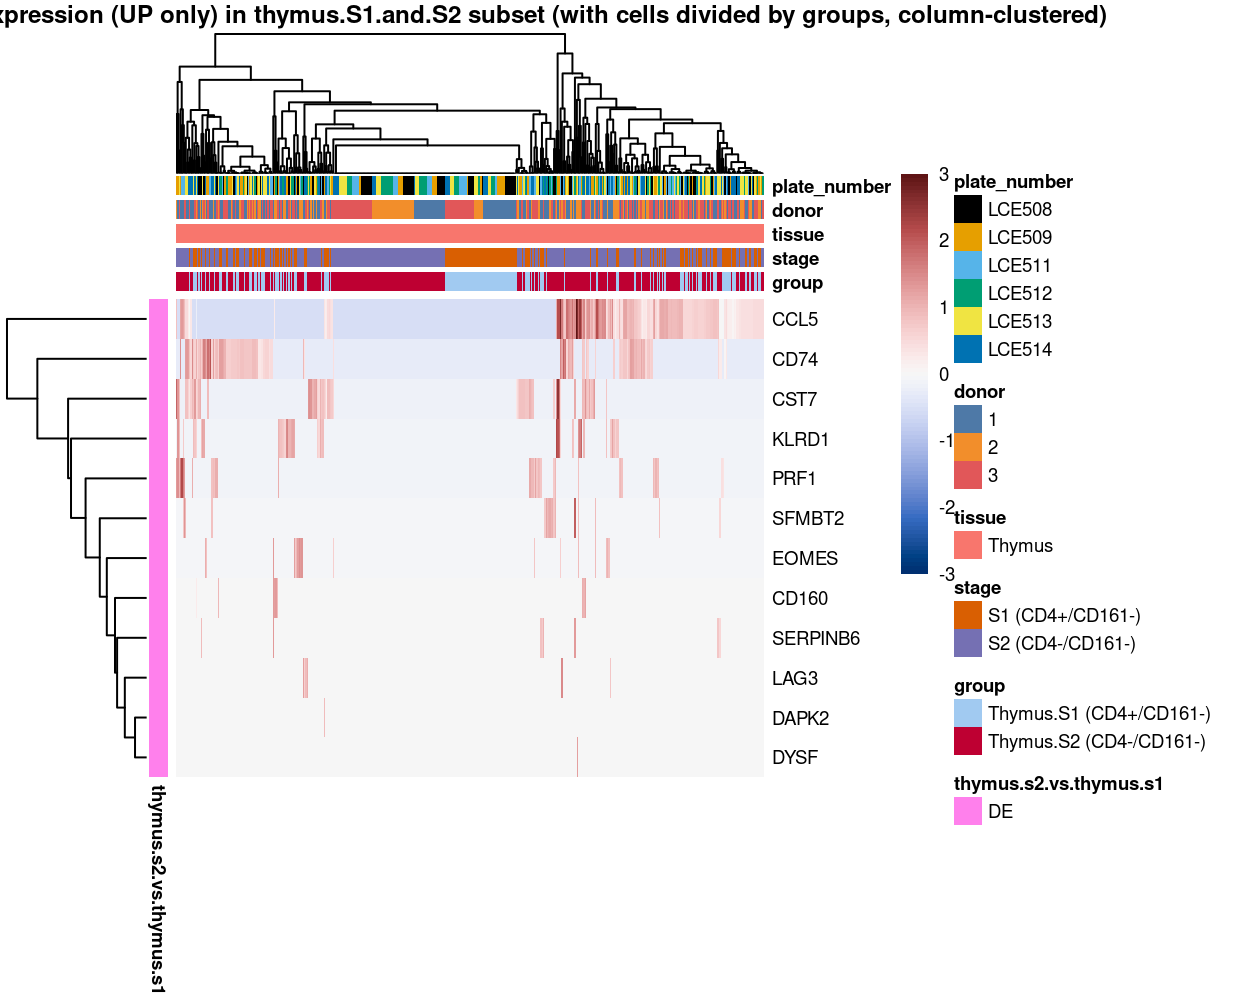 xpression (UP only) in thymus.S1.and.S2 subset (with cells divided by groups, column-clustered)
plate_number
donor
tissue
stage
group
CCL5
CD74
CST7
KLRD1
PRF1
SFMBT2
EOMES
CD160
SERPINB6
LAG3
DAPK2
DYSF
thymus.s2.vs.thymus.s1
3
2
1
0
-1
-2
-3
plate_number
LCE508
LCE509
LCE511
LCE512
LCE513
LCE514
donor
1
2
3
tissue
Thymus
stage
S1 (CD4+/CD161-)
S2 (CD4-/CD161-)
group
Thymus.S1 (CD4+/CD161-)
Thymus.S2 (CD4-/CD161-)
thymus.s2.vs.thymus.s1
DE